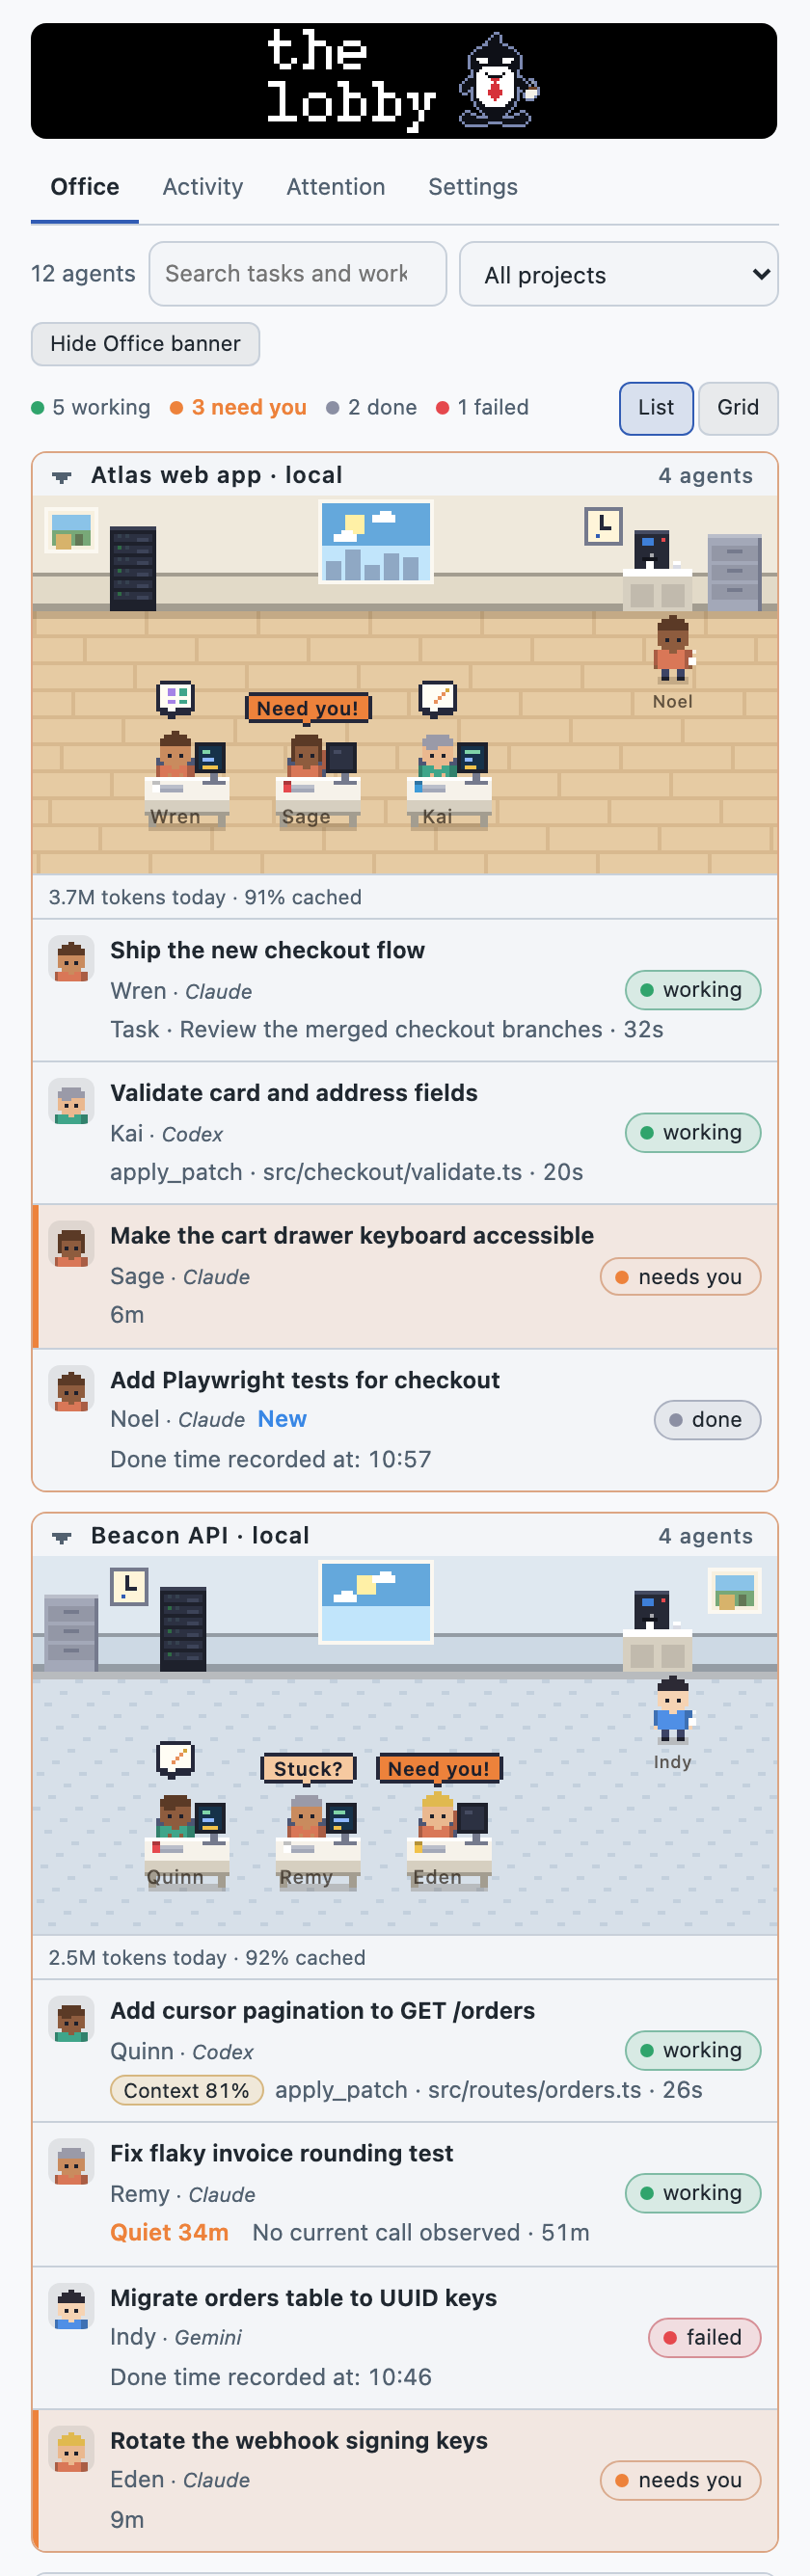 the
lobby
Office Activity Attention Settings
12 agents Search tasks and work All projects
Hide Office banner
5 working 3 need you 2 done 1 failed List Grid
Atlas web app · local 4 agents
Noel
Need you!
Wren Sage Kai
3.7M tokens today · 91% cached
Ship the new checkout flow
Wren · Claude working
Task · Review the merged checkout branches · 32s
Validate card and address fields
Kai · Codex working
apply_patch · src/checkout/validate.ts · 20s
Make the cart drawer keyboard accessible
Sage · Claude needs you
6m
Add Playwright tests for checkout
Noel · Claude New done
Done time recorded at: 10:57
Beacon API · local 4 agents
Indy
Stuck? Need you!
Quinn Remy Eden
2.5M tokens today · 92% cached
Add cursor pagination to GET /orders
Quinn · Codex working
Context 81% apply_patch · src/routes/orders.ts · 26s
Fix flaky invoice rounding test
Remy · Claude working
Quiet 34m No current call observed · 51m
Migrate orders table to UUID keys
Indy · Gemini failed
Done time recorded at: 10:46
Rotate the webhook signing keys
Eden · Claude needs you
9m